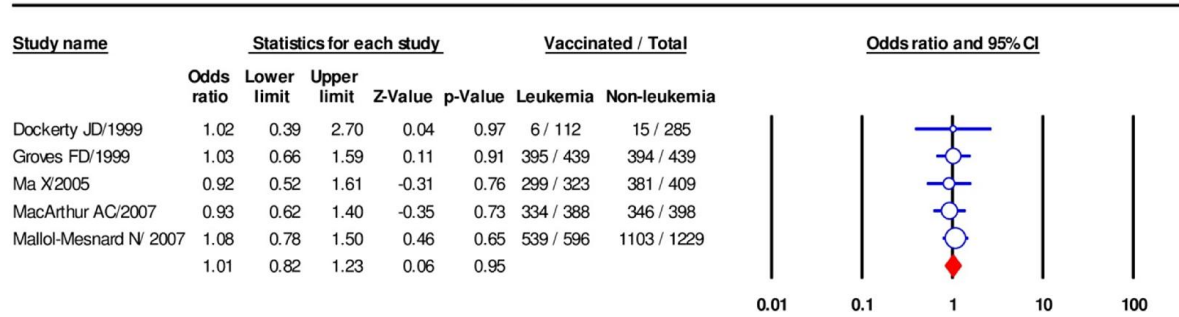 Study name Statistics for each study Vaccinated / Total Odds ratio and 95% CI
Odds Lower Upper
ratio limit limit Z-Value p-Value Leukemia Non-leukemia
Dockerty JD/1999 1.02 0.39 2.70 0.04 0.97 6 / 112 15 / 285
Groves FD/1999 1.03 0.66 1.59 0.11 0.91 395 / 439 394 / 439
Ma X/2005 0.92 0.52 1.61 -0.31 0.76 299 / 323 381 / 409
MacArthur AC/2007 0.93 0.62 1.40 -0.35 0.73 334 / 388 346 / 398
Mallol-Mesnard N/ 2007 1.08 0.78 1.50 0.46 0.65 539 / 596 1103 / 1229
1.01 0.82 1.23 0.06 0.95
0.01 0.1 1 10 100